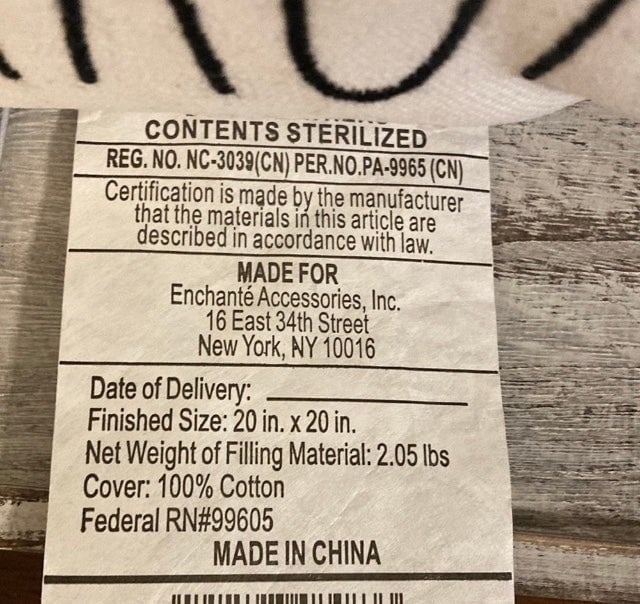 CONTENTS STERILIZED
REG. NO. NC-3039(CN) PER.NO.PA-9965 (CN)
Certification is made by the manufacturer
that the materials in this article are
described in accordance with law.
MADE FOR
Enchanté Accessories, Inc.
16 East 34th Street
New York, NY 10016
Date of Delivery:
Finished Size: 20 in. x 20 in.
Net Weight of Filling Material: 2.05 lbs
Cover: 100% Cotton
Federal RN#99605
MADE IN CHINA